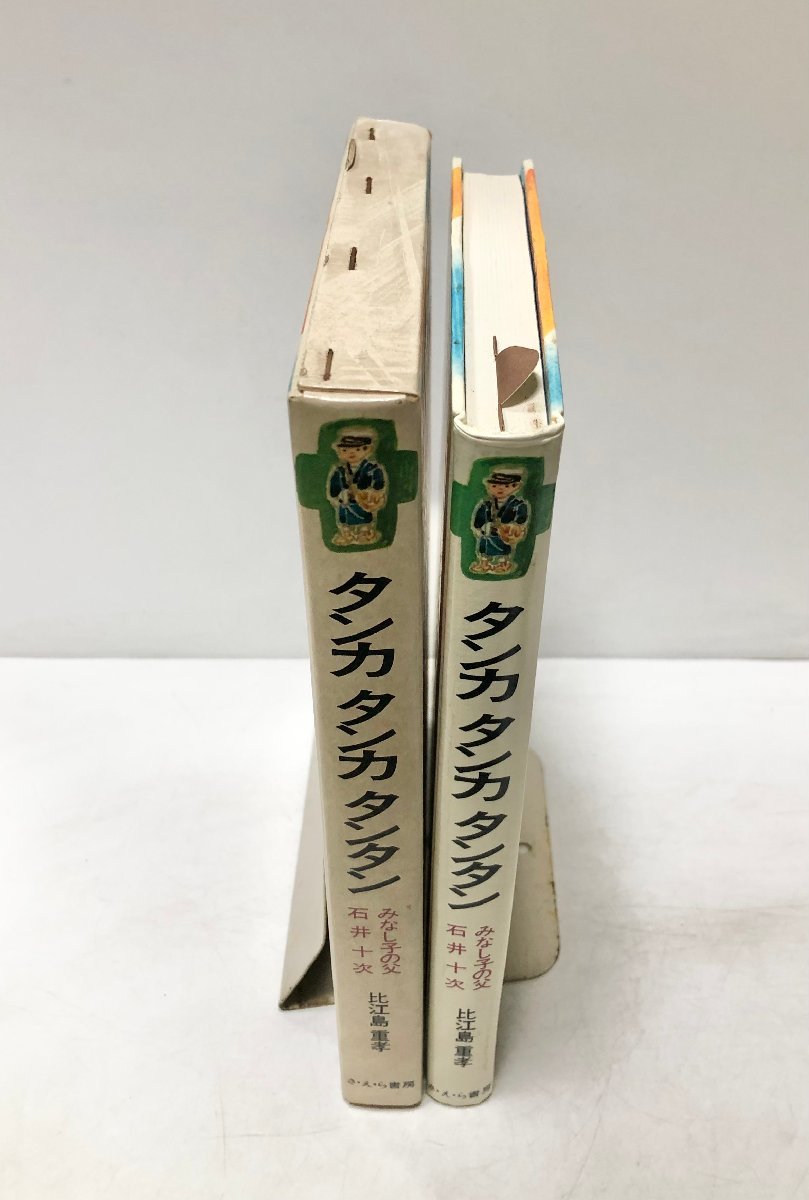 タンカ タンカ タンタン
みなし子の父
石井十次
比江島重孝
さ・え・ら書房
タンカ タンカ タンタン
みなし子の父
石井十次
比江島重孝
さ・え・ら書房